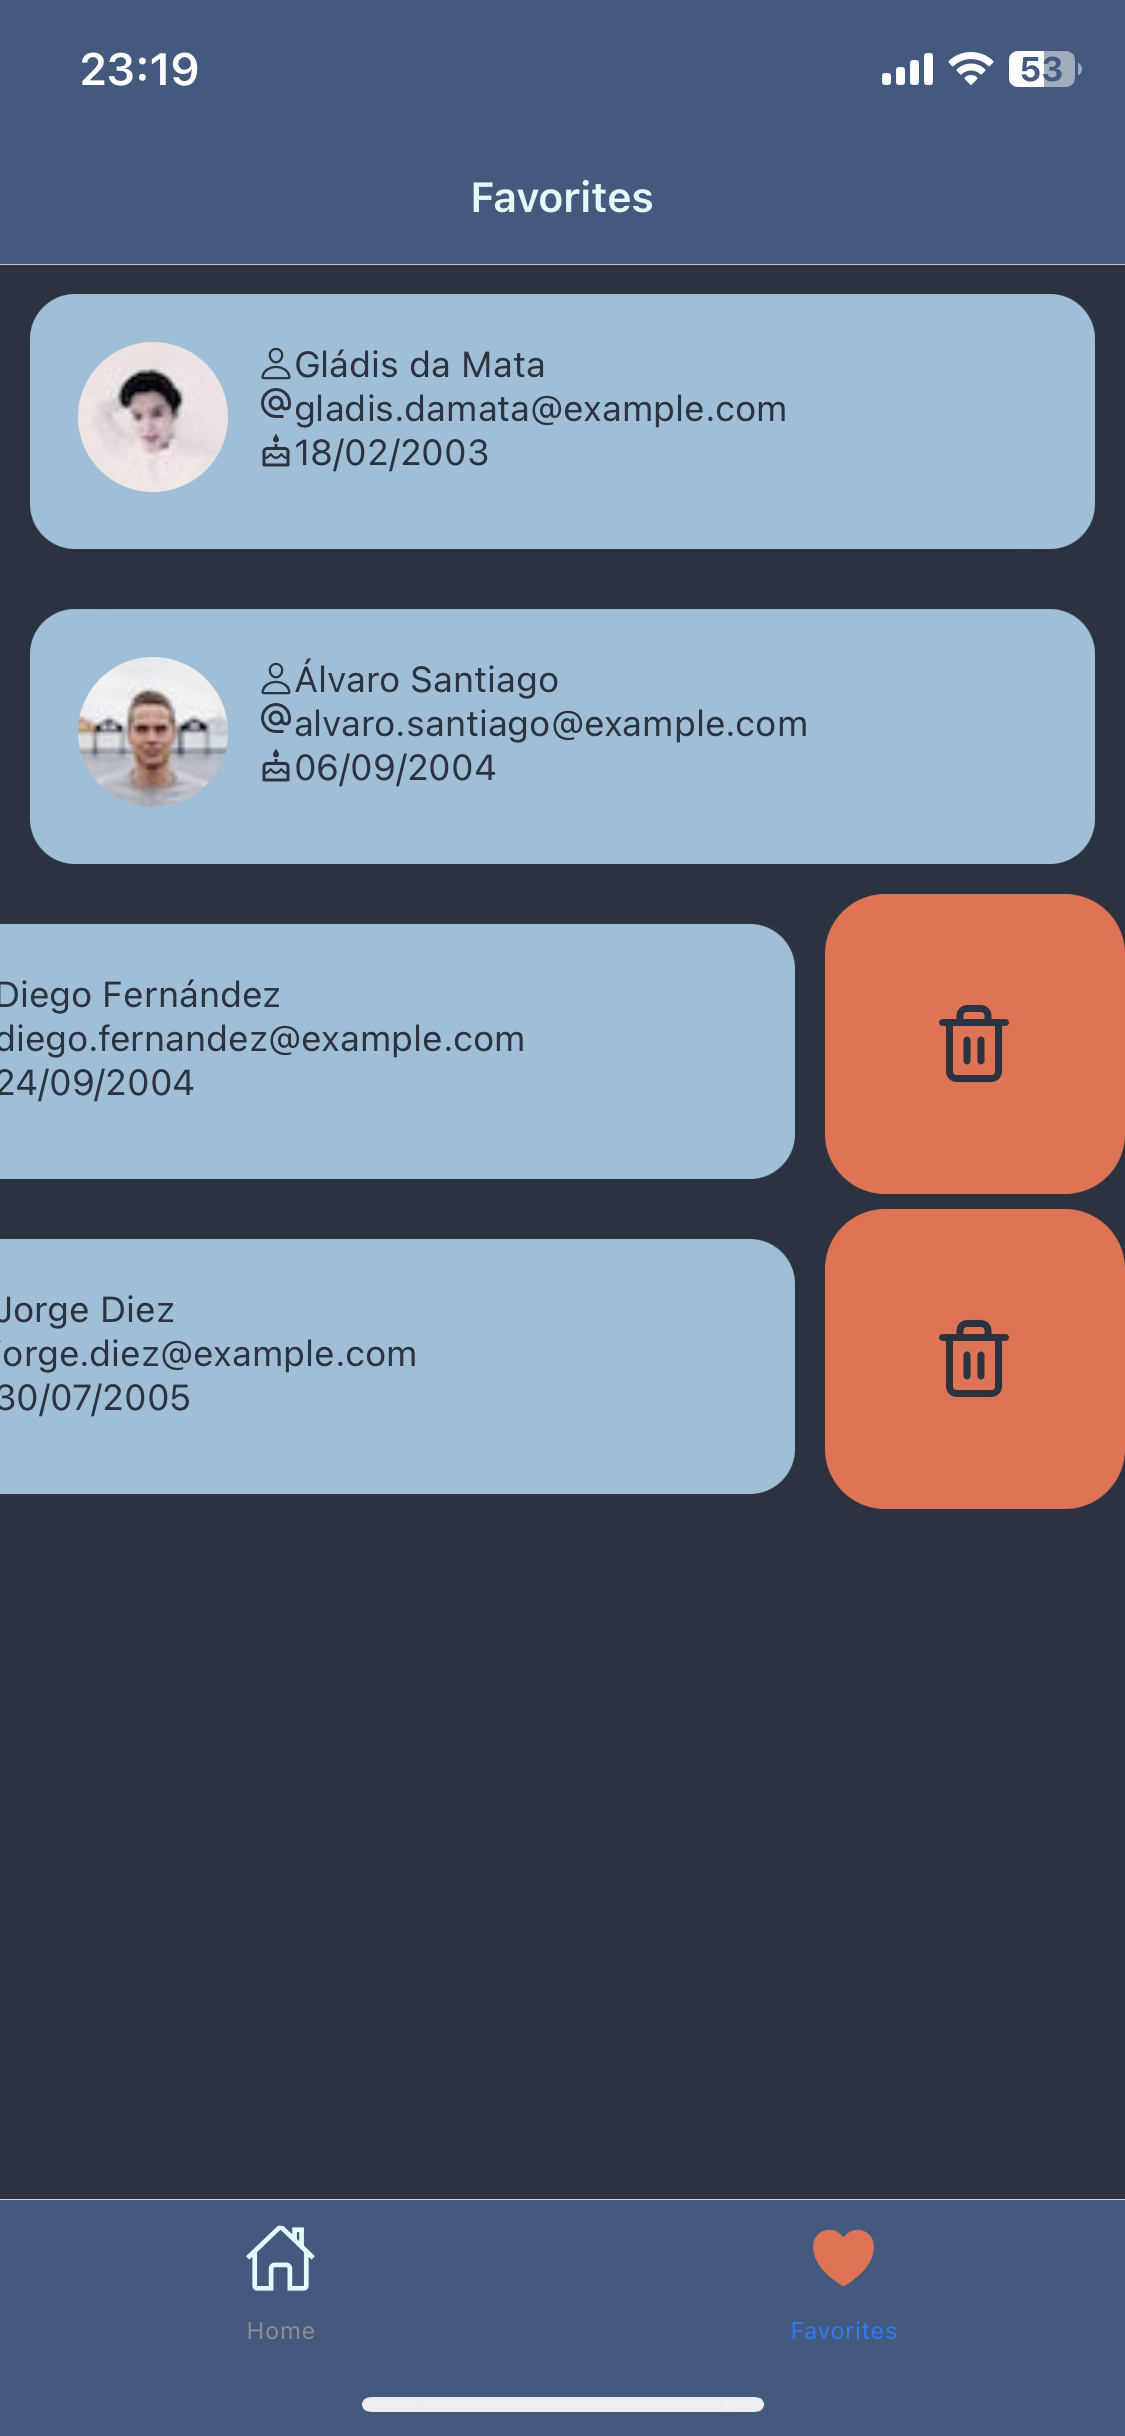 23:19
53
Favorites
Gládis da Mata
gladis.damata@example.com
18/02/2003
Álvaro Santiago
alvaro.santiago@example.com
06/09/2004
Diego Fernández
diego.fernandez@example.com
24/09/2004
Jorge Diez
jorge.diez@example.com
30/07/2005
Home
Favorites